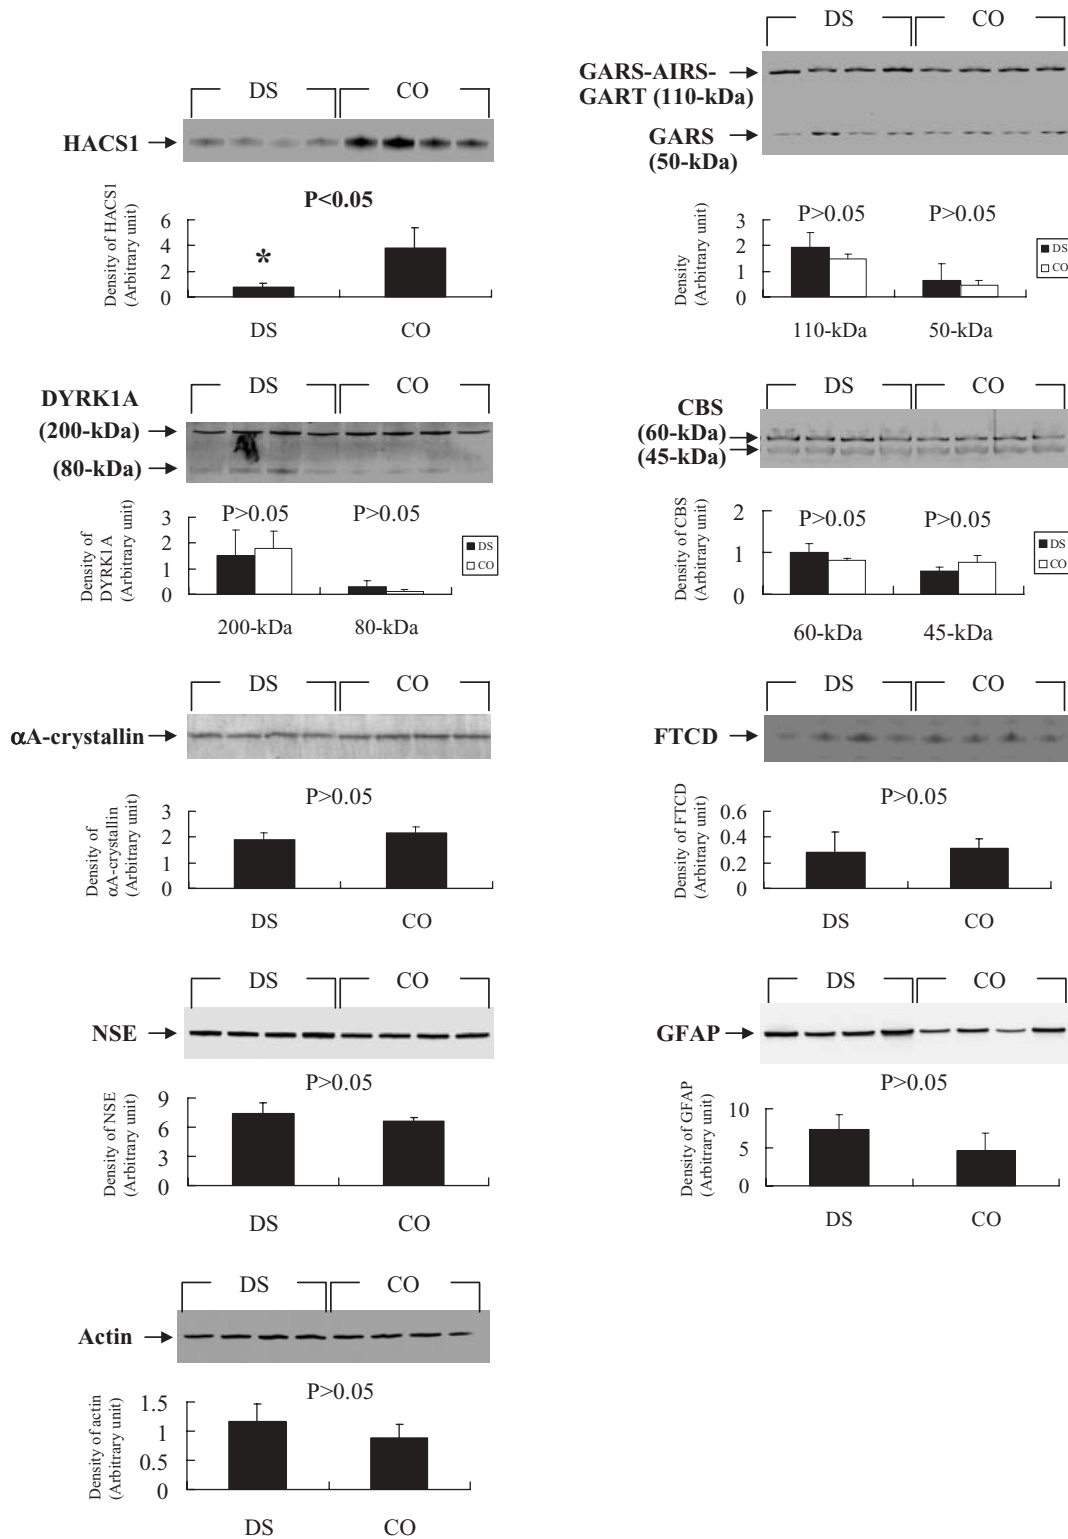 DS CO
HACS1
P<0.05
Density of HACS1
(Arbitrary unit)
6
4
2
0
*
DS CO
DS CO
GARS-AIRS-
GART (110-kDa)
GARS
(50-kDa)
P>0.05 P>0.05
Density
(Arbitrary unit)
3
2
1
0
DS
CO
110-kDa 50-kDa
DS CO
DYRK1A
(200-kDa)
(80-kDa)
P>0.05 P>0.05
Density of
DYRK1A
(Arbitrary unit)
3
2
1
0
DS
CO
200-kDa 80-kDa
DS CO
CBS
(60-kDa)
(45-kDa)
P>0.05 P>0.05
Density of CBS
(Arbitrary unit)
2
1
0
DS
CO
60-kDa 45-kDa
DS CO
αA-crystallin
P>0.05
Density of
αA-crystallin
(Arbitrary unit)
3
2
1
0
DS CO
DS CO
FTCD
P>0.05
Density of FTCD
(Arbitrary unit)
0.6
0.4
0.2
0
DS CO
DS CO
NSE
P>0.05
Density of NSE
(Arbitrary unit)
9
6
3
0
DS CO
DS CO
GFAP
P>0.05
Density of GFAP
(Arbitrary unit)
10
5
0
DS CO
DS CO
Actin
P>0.05
Density of actin
(Arbitrary unit)
1.5
1
0.5
0
DS CO